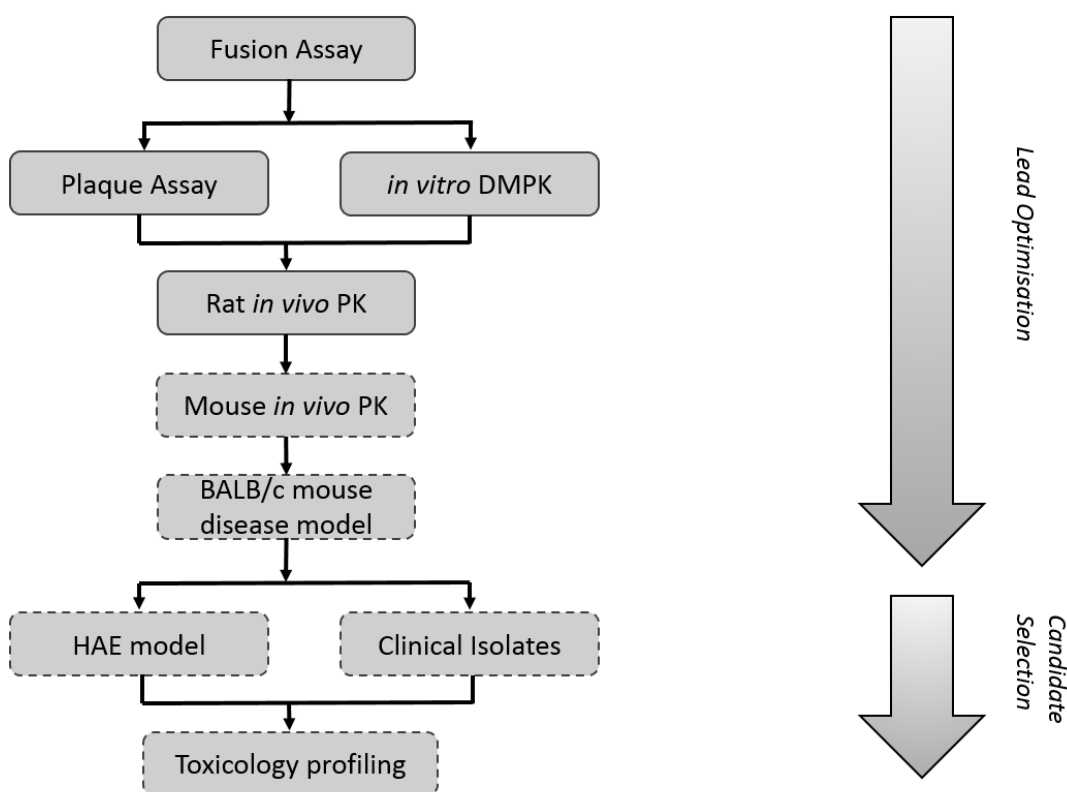 Fusion Assay
Plaque Assay
in vitro DMPK
Rat in vivo PK
Mouse in vivo PK
BALB/c mouse
disease model
HAE model
Clinical Isolates
Toxicology profiling
Lead Optimisation
Candidate
Selection